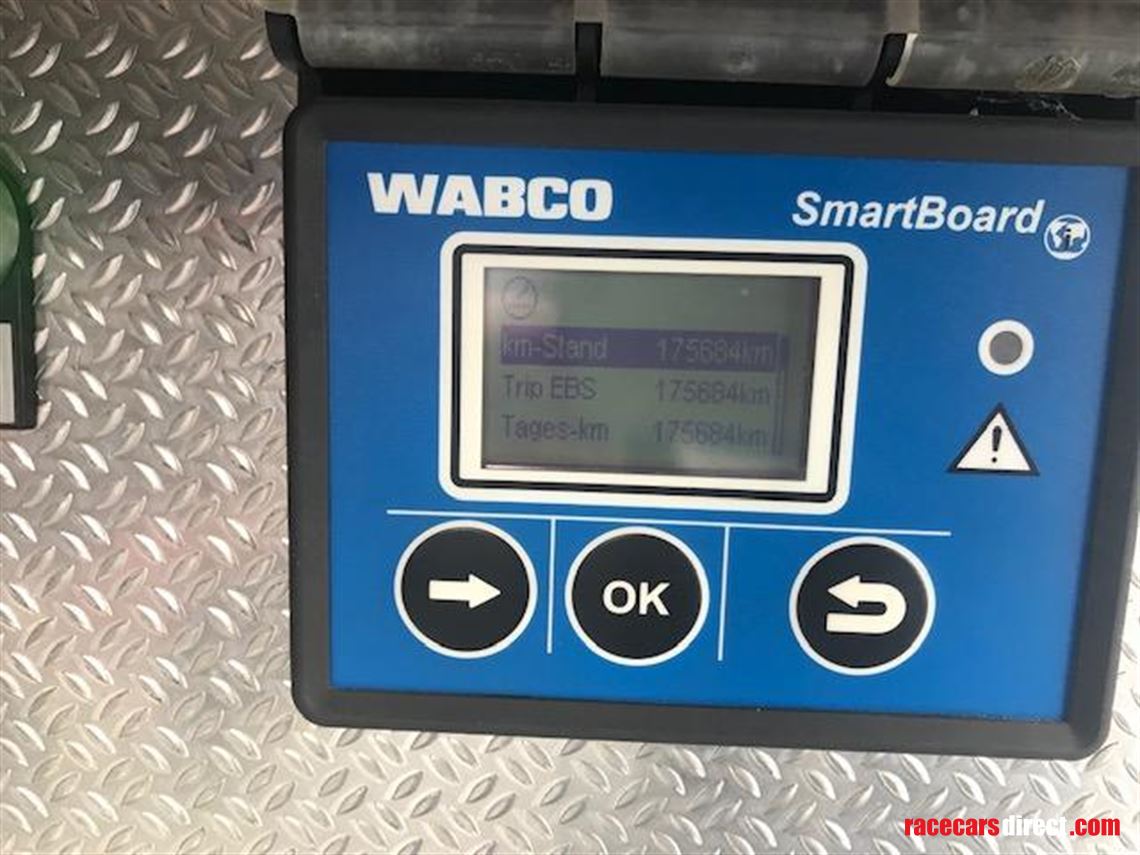 WABCO
SmartBoard
km-Stand 175684km
Trip EBS 175684km
Tages-km 175684km
OK
racecarsdirect.com